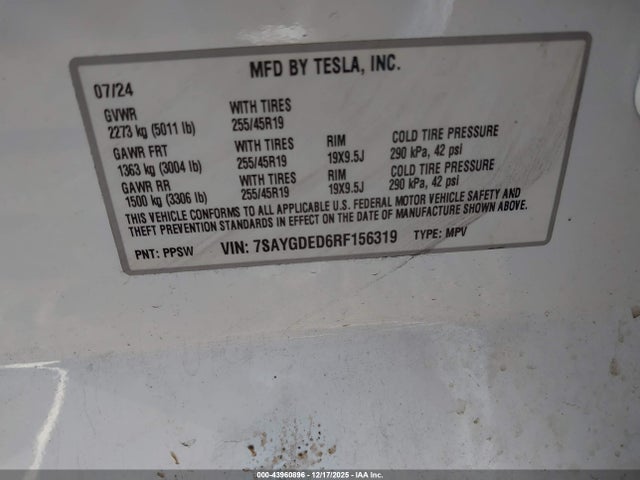 MFD BY TESLA, INC.
07/24
GVWR WITH TIRES
2273 kg (5011 lb) 255/45R19
GAWR FRT WITH TIRES RIM COLD TIRE PRESSURE
1363 kg (3004 lb) 255/45R19 19X9.5J 290 kPa, 42 psi
GAWR RR WITH TIRES RIM COLD TIRE PRESSURE
1500 kg (3306 lb) 255/45R19 19X9.5J 290 kPa, 42 psi
THIS VEHICLE CONFORMS TO ALL APPLICABLE U.S. FEDERAL MOTOR VEHICLE SAFETY AND
THEFT PREVENTION STANDARDS IN EFFECT ON THE DATE OF MANUFACTURE SHOWN ABOVE.
PNT: PPSW VIN: 7SAYGDED6RF156319 TYPE: MPV
00-43960896 - 12/17/2025 - IAA Inc.